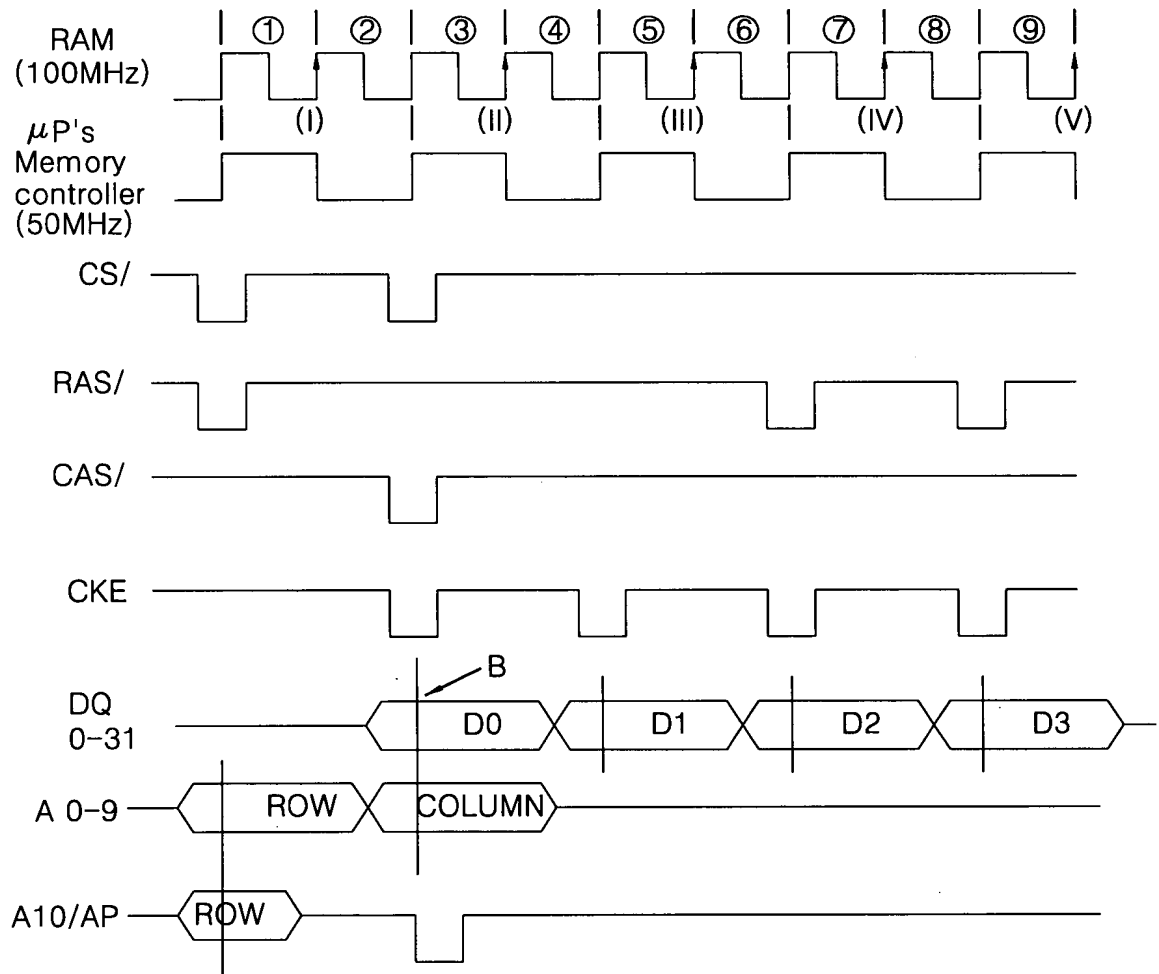 RAM
(100MHz)
① ② ③ ④ ⑤ ⑥ ⑦ ⑧ ⑨
(I) (II) (III) (IV) (V)
μP's
Memory
controller
(50MHz)
CS/
RAS/
CAS/
CKE
B
DQ
0-31
D0 D1 D2 D3
A 0-9
ROW COLUMN
A10/AP
ROW